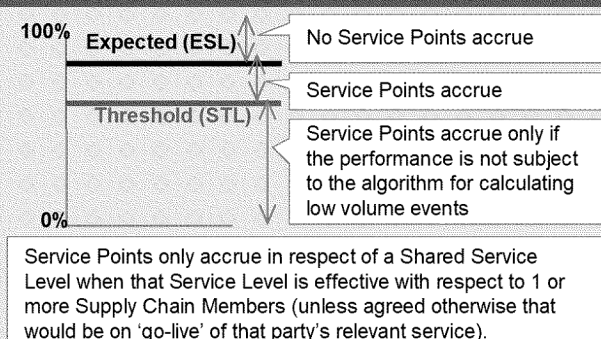 100%
Expected (ESL)
No Service Points accrue
Service Points accrue
Threshold (STL)
Service Points accrue only if
the performance is not subject
to the algorithm for calculating
low volume events
0%
Service Points only accrue in respect of a Shared Service
Level when that Service Level is effective with respect to 1 or
more Supply Chain Members (unless agreed otherwise that
would be on 'go-live' of that party's relevant service).